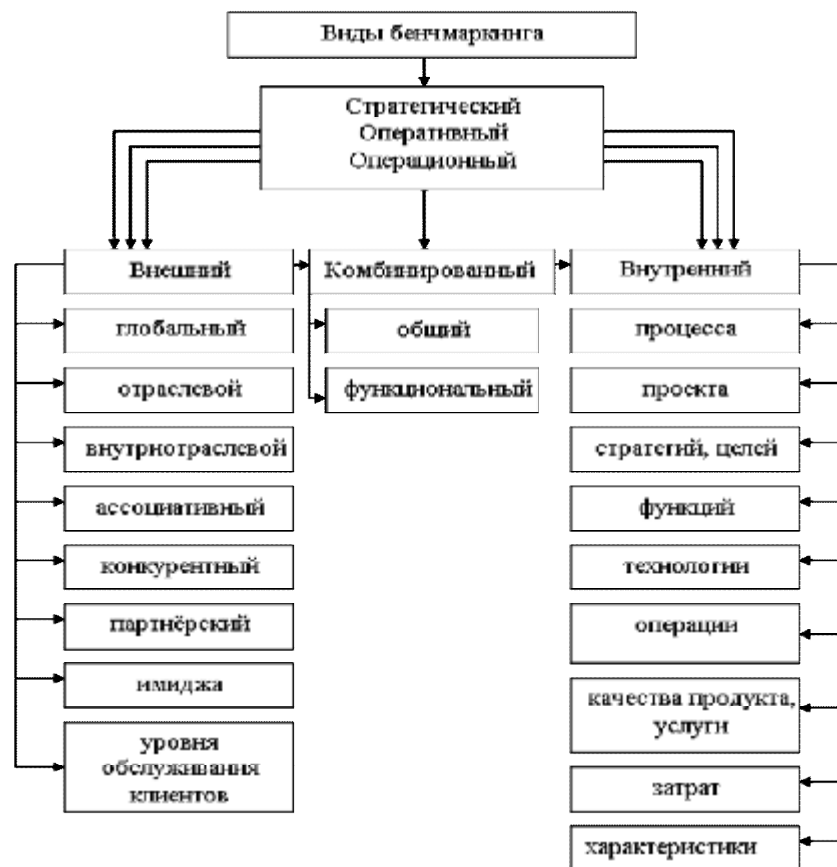 Виды бенчмаркинга
Стратегический
Оперативный
Операционный
Внешний
Комбинированный
Внутренний
глобальный
общий
процесса
отраслевой
функциональный
проекта
внутриотраслевой
стратегий, целей
ассоциативный
функций
конкурентный
технологии
партнёрский
операции
имиджа
качества продукта,
услуги
уровня
обслуживания
клиентов
затрат
характеристики